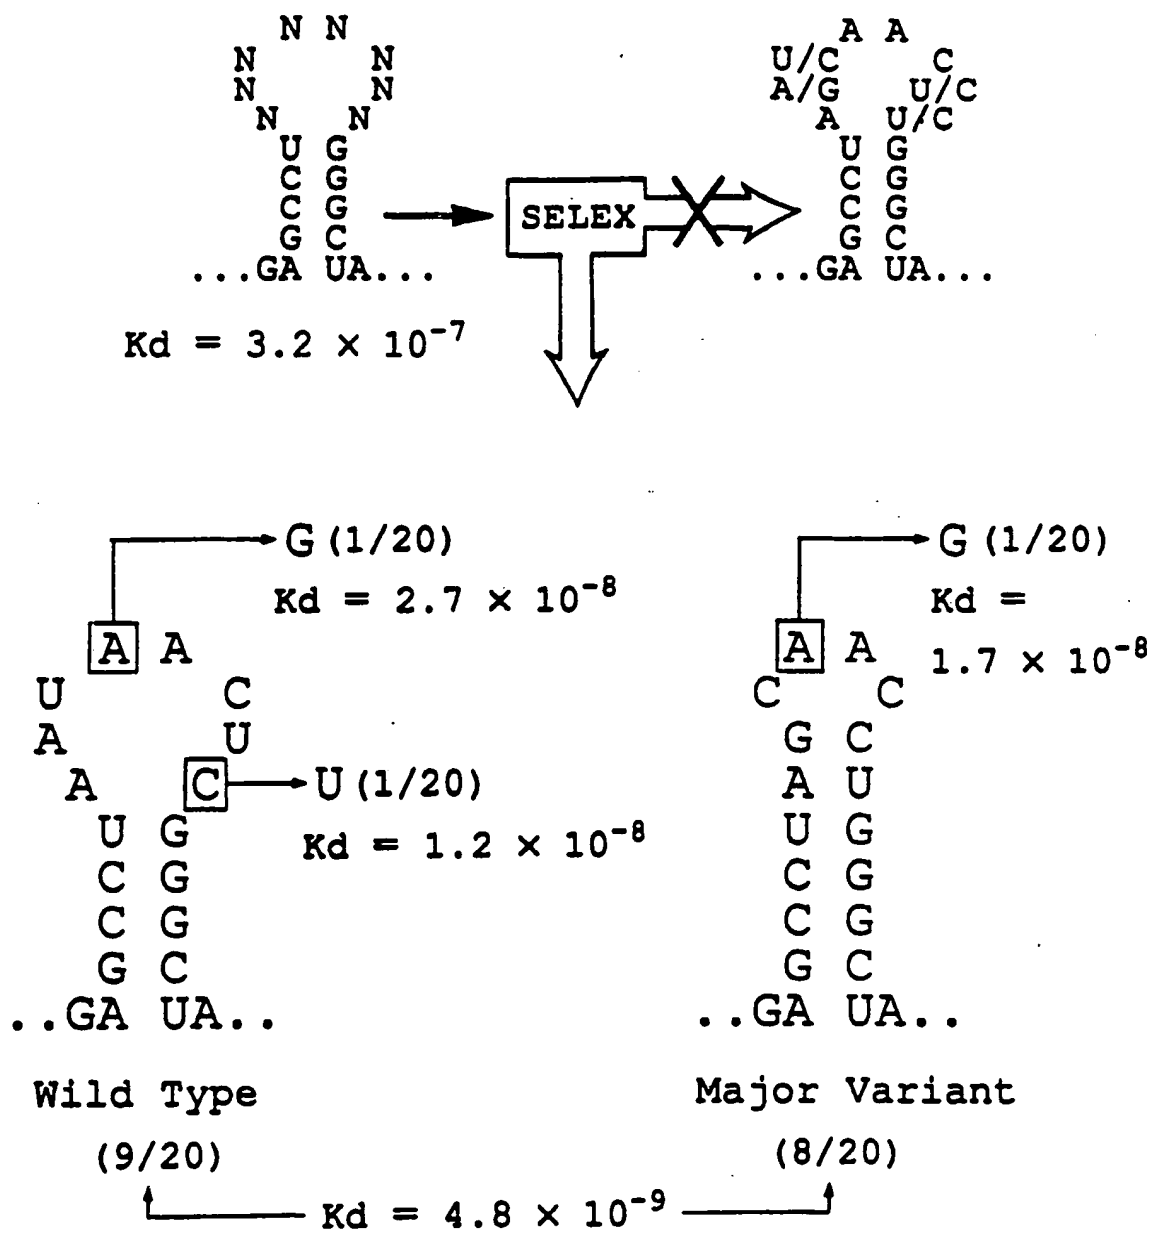 N N
N N
N N
N N
U G
C G
C G
G C
...GA UA...
Kd = 3.2 × 10⁻⁷
SELEX
A A
U/C C
A/G U/C
A U/C
U G
C G
C G
G C
...GA UA...
G (1/20)
Kd = 2.7 × 10⁻⁸
A A
U C
A U
A C
U (1/20)
Kd = 1.2 × 10⁻⁸
U G
C G
C G
G C
..GA UA..
Wild Type
(9/20)
G (1/20)
Kd =
1.7 × 10⁻⁸
A A
C C
G C
A U
U G
C G
C G
G C
..GA UA..
Major Variant
(8/20)
Kd = 4.8 × 10⁻⁹